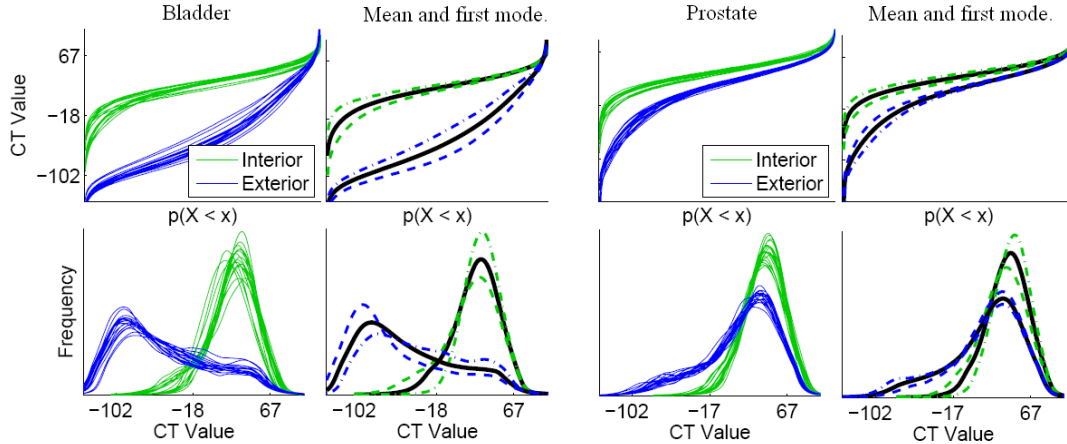 Bladder
Mean and first mode.
Prostate
Mean and first mode.
CT Value
67
−18
−102
Interior
Exterior
Interior
Exterior
p(X < x)
p(X < x)
p(X < x)
p(X < x)
Frequency
−102
−18
67
−102
−18
67
−102
−17
67
−102
−17
67
CT Value
CT Value
CT Value
CT Value